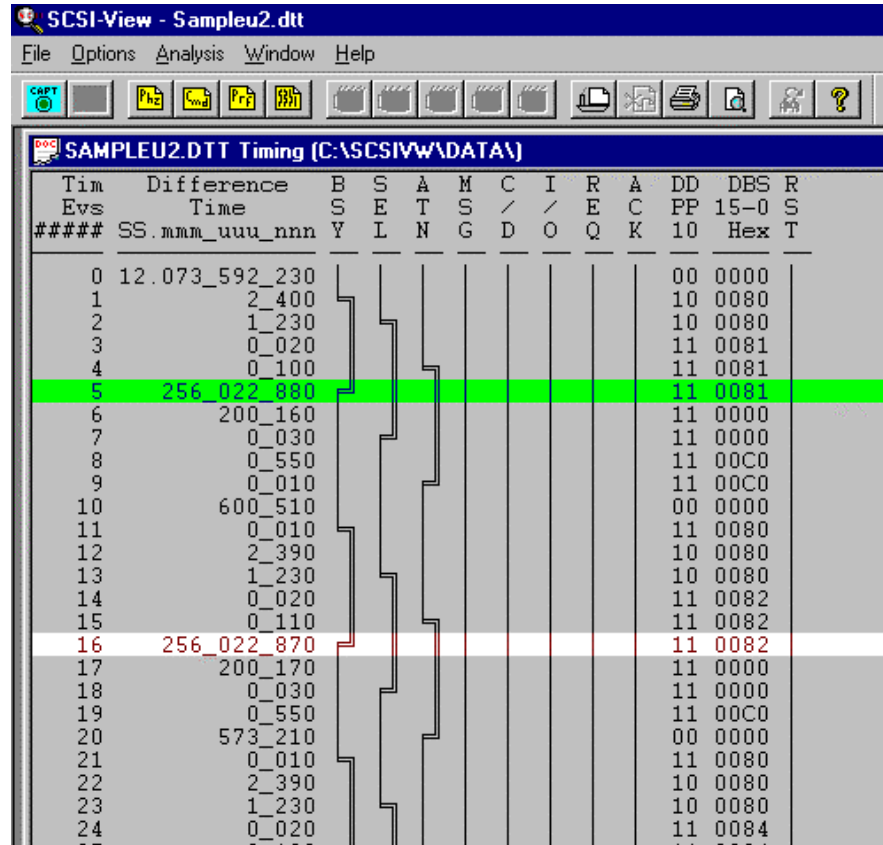 SCSI-View - Sampleu2.dtt
File Options Analysis Window Help
CAPT Phz Cmd Prf
DOC SAMPLEU2.DTT Timing (C:\SCSIVW\DATA\)
Tim Difference B S A M C I R A DD DBS R
Evs Time S E T S / / E C PP 15-0 S
##### SS.mmm_uuu_nnn Y L N G D O Q K 10 Hex T
0 12.073_592_230 00 0000
1 2_400 10 0080
2 1_230 10 0080
3 0_020 11 0081
4 0_100 11 0081
5 256_022_880 11 0081
6 200_160 11 0000
7 0_030 11 0000
8 0_550 11 00C0
9 0_010 11 00C0
10 600_510 00 0000
11 0_010 11 0080
12 2_390 10 0080
13 1_230 10 0080
14 0_020 11 0082
15 0_110 11 0082
16 256_022_870 11 0082
17 200_170 11 0000
18 0_030 11 0000
19 0_550 11 00C0
20 573_210 00 0000
21 0_010 11 0080
22 2_390 10 0080
23 1_230 10 0080
24 0_020 11 0084